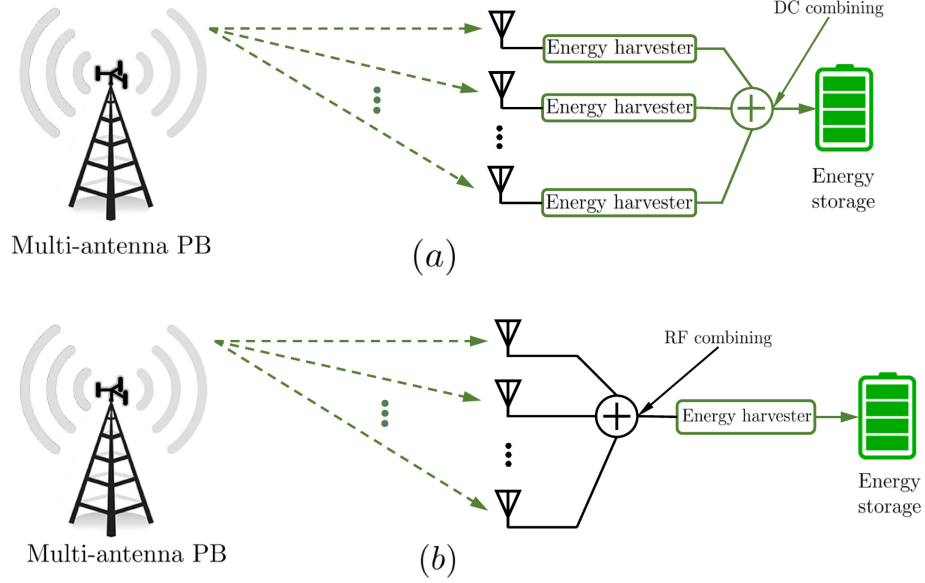 DC combining
Energy harvester
Energy harvester
Energy harvester
Energy
storage
Multi-antenna PB
(a)
RF combining
Energy harvester
Energy
storage
Multi-antenna PB
(b)